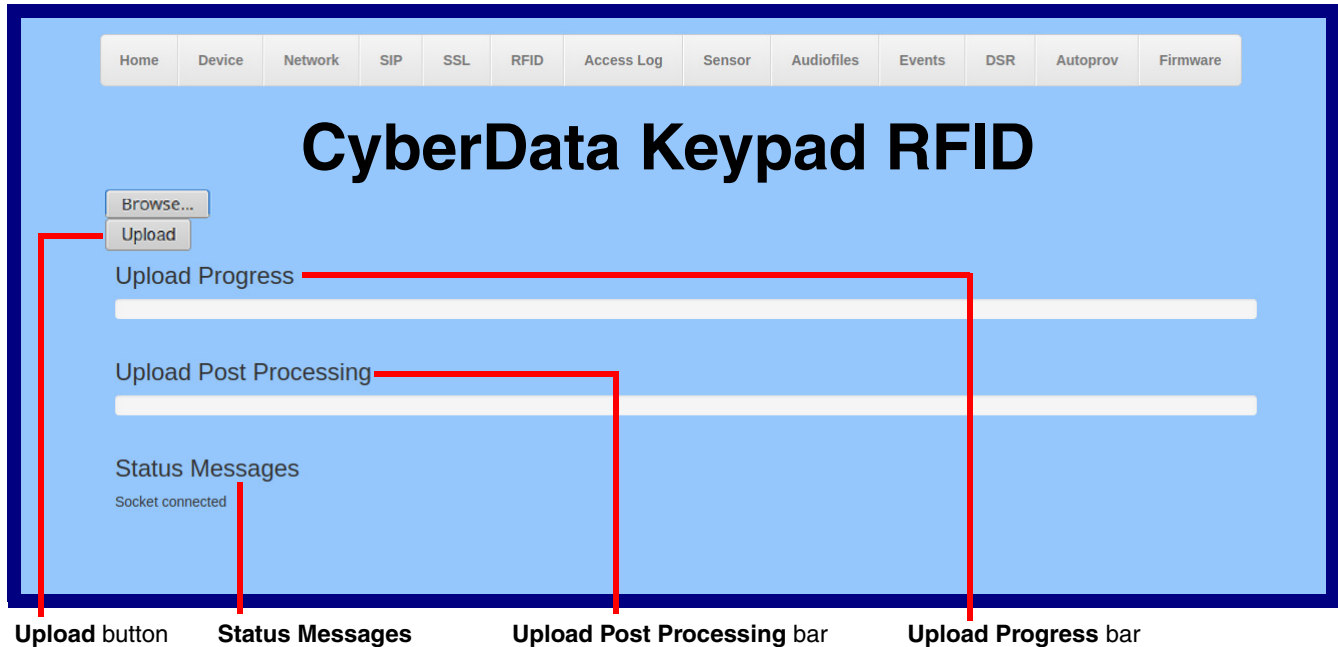 Home Device Network SIP SSL RFID Access Log Sensor Audiofiles Events DSR Autoprov Firmware
CyberData Keypad RFID
Browse...
Upload
Upload Progress
Upload Post Processing
Status Messages
Socket connected
Upload button Status Messages Upload Post Processing bar Upload Progress bar